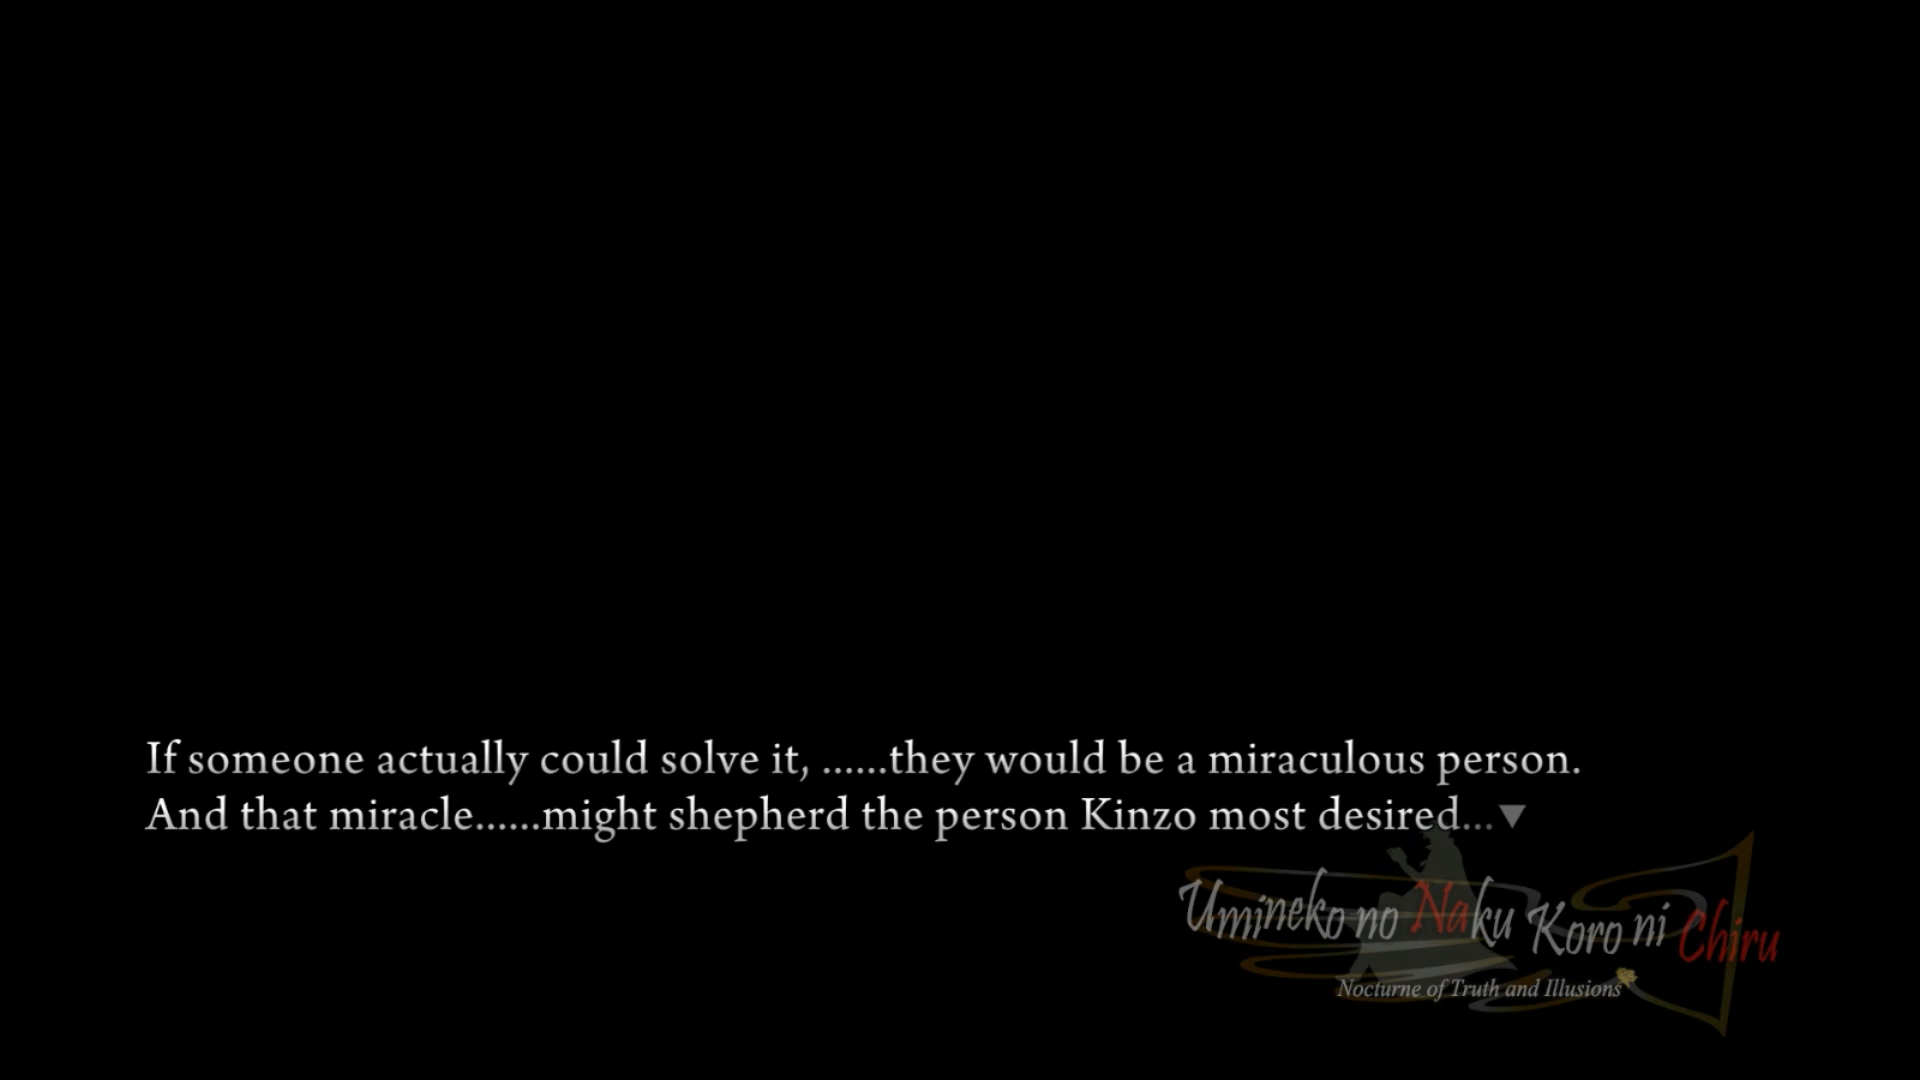 If someone actually could solve it, ......they would be a miraculous person.
And that miracle......might shepherd the person Kinzo most desired...▼
Umineko no Naku Koro ni Chiru
Nocturne of Truth and Illusions